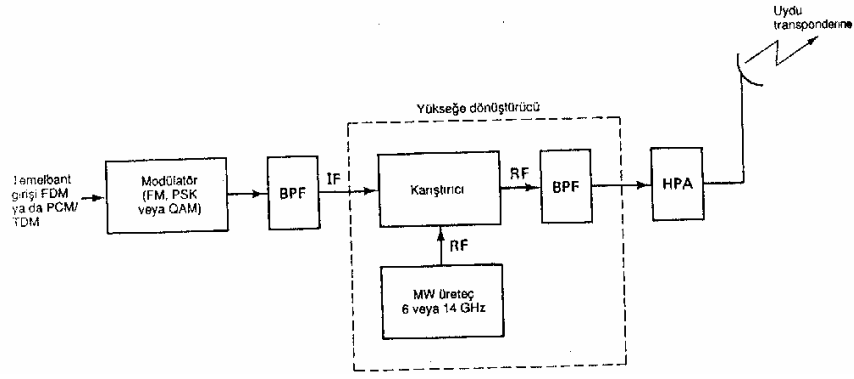 Uydu
transponderine
Yükseğe dönüştürücü
Temelbant
girişi FDM
ya da PCM/
TDM
Modülatör
(FM, PSK
veya QAM)
BPF
IF
Karıştırıcı
RF
BPF
HPA
RF
MW üreteç
6 veya 14 GHz